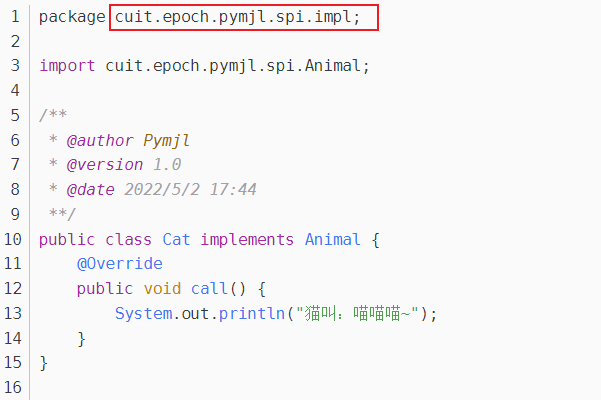 1 package cuit.epoch.pymjl.spi.impl;
2
3 import cuit.epoch.pymjl.spi.Animal;
4
5 /**
6  * @author Pymjl
7  * @version 1.0
8  * @date 2022/5/2 17:44
9  **/
10 public class Cat implements Animal {
11     @Override
12     public void call() {
13         System.out.println("猫叫：喵喵喵~");
14     }
15 }
16